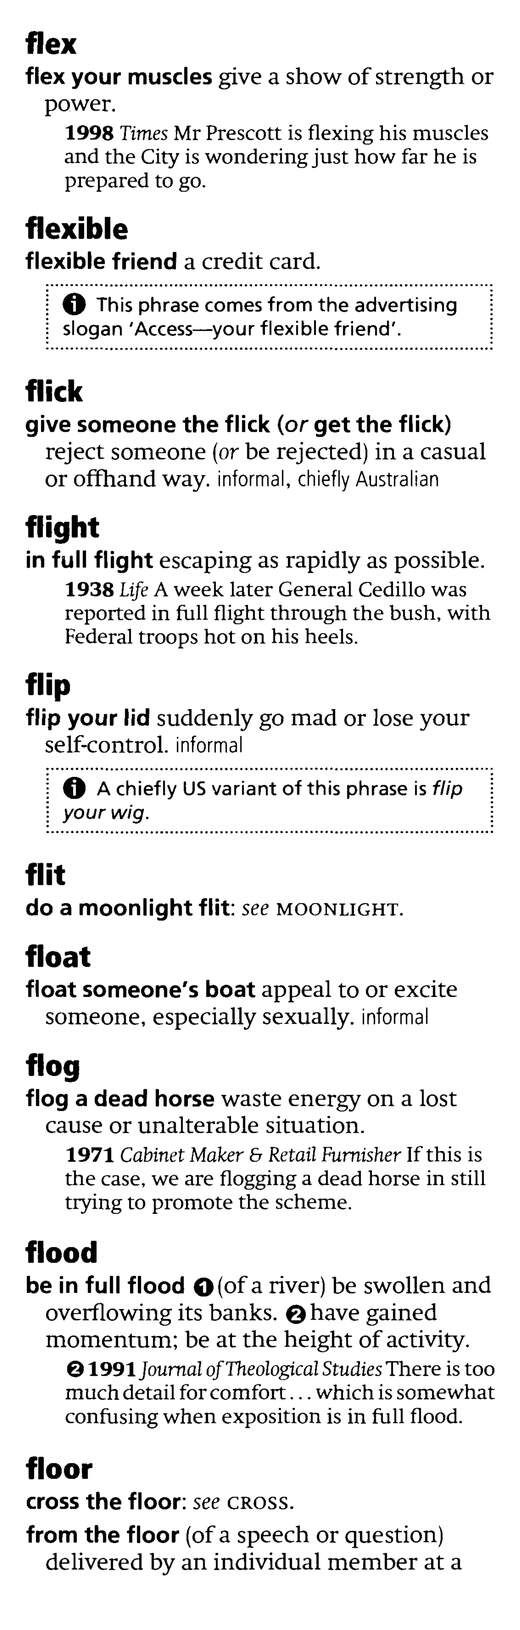 flex
flex your muscles give a show of strength or
power.
1998 Times Mr Prescott is flexing his muscles
and the City is wondering just how far he is
prepared to go.
flexible
flexible friend a credit card.
ℹ This phrase comes from the advertising
slogan 'Access—your flexible friend'.
flick
give someone the flick (or get the flick)
reject someone (or be rejected) in a casual
or offhand way. informal, chiefly Australian
flight
in full flight escaping as rapidly as possible.
1938 Life A week later General Cedillo was
reported in full flight through the bush, with
Federal troops hot on his heels.
flip
flip your lid suddenly go mad or lose your
self-control. informal
ℹ A chiefly US variant of this phrase is flip
your wig.
flit
do a moonlight flit: see MOONLIGHT.
float
float someone's boat appeal to or excite
someone, especially sexually. informal
flog
flog a dead horse waste energy on a lost
cause or unalterable situation.
1971 Cabinet Maker & Retail Furnisher If this is
the case, we are flogging a dead horse in still
trying to promote the scheme.
flood
be in full flood ❶ (of a river) be swollen and
overflowing its banks. ❷ have gained
momentum; be at the height of activity.
❷ 1991 Journal of Theological Studies There is too
much detail for comfort... which is somewhat
confusing when exposition is in full flood.
floor
cross the floor: see CROSS.
from the floor (of a speech or question)
delivered by an individual member at a